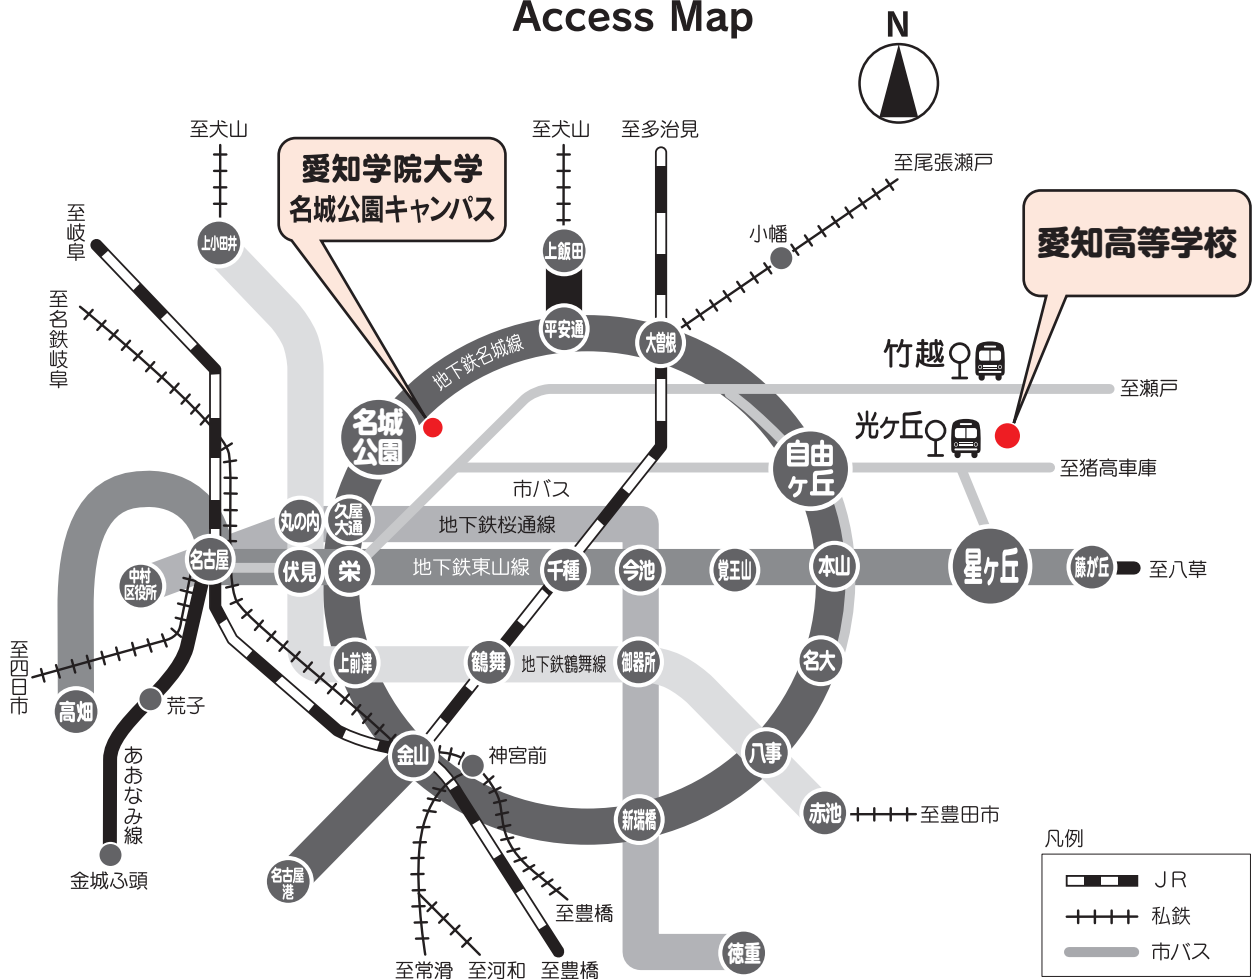 Access Map
N
至犬山
至犬山
至多治見
至尾張瀬戸
愛知学院大学
名城公園キャンパス
愛知高等学校
至岐阜
上小田井
上飯田
小幡
至名鉄岐阜
平安通
大曽根
地下鉄名城線
竹越
至瀬戸
名城
公園
光ヶ丘
自由
ヶ丘
至猪高車庫
市バス
丸の内
久屋
大通
地下鉄桜通線
名古屋
中村
区役所
伏見
栄
地下鉄東山線
千種
今池
覚王山
本山
星ヶ丘
藤が丘
至八草
至四日市
上前津
鶴舞
地下鉄鶴舞線
御器所
名大
高畑
荒子
あおなみ線
金山
神宮前
八事
新瑞橋
赤池
至豊田市
金城ふ頭
名古屋
港
至豊橋
徳重
至常滑
至河和
至豊橋
凡例
JR
私鉄
市バス